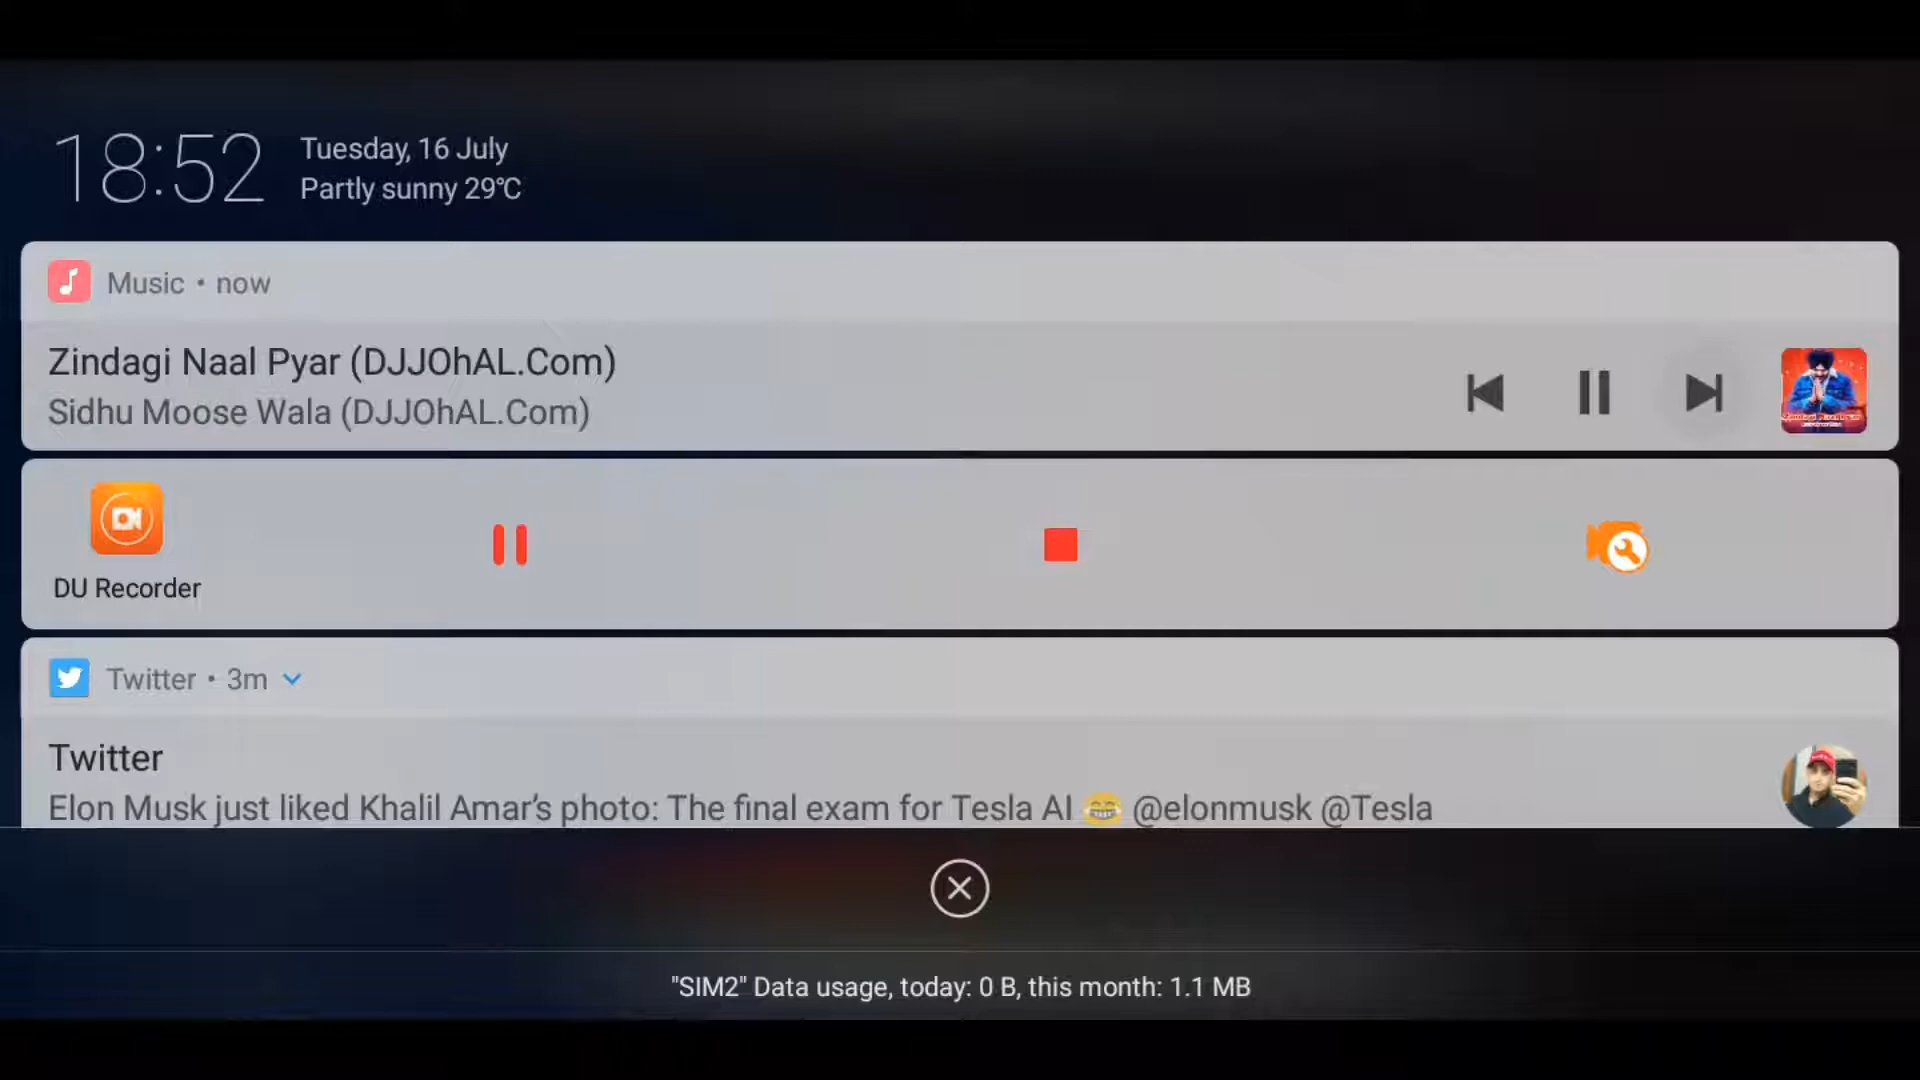 18:52
Tuesday, 16 July
Partly sunny 29℃
Music • now
Zindagi Naal Pyar (DJJOhAL.Com)
Sidhu Moose Wala (DJJOhAL.Com)
DU Recorder
Twitter • 3m
Twitter
Elon Musk just liked Khalil Amar’s photo: The final exam for Tesla AI 😂 @elonmusk @Tesla
"SIM2" Data usage, today: 0 B, this month: 1.1 MB